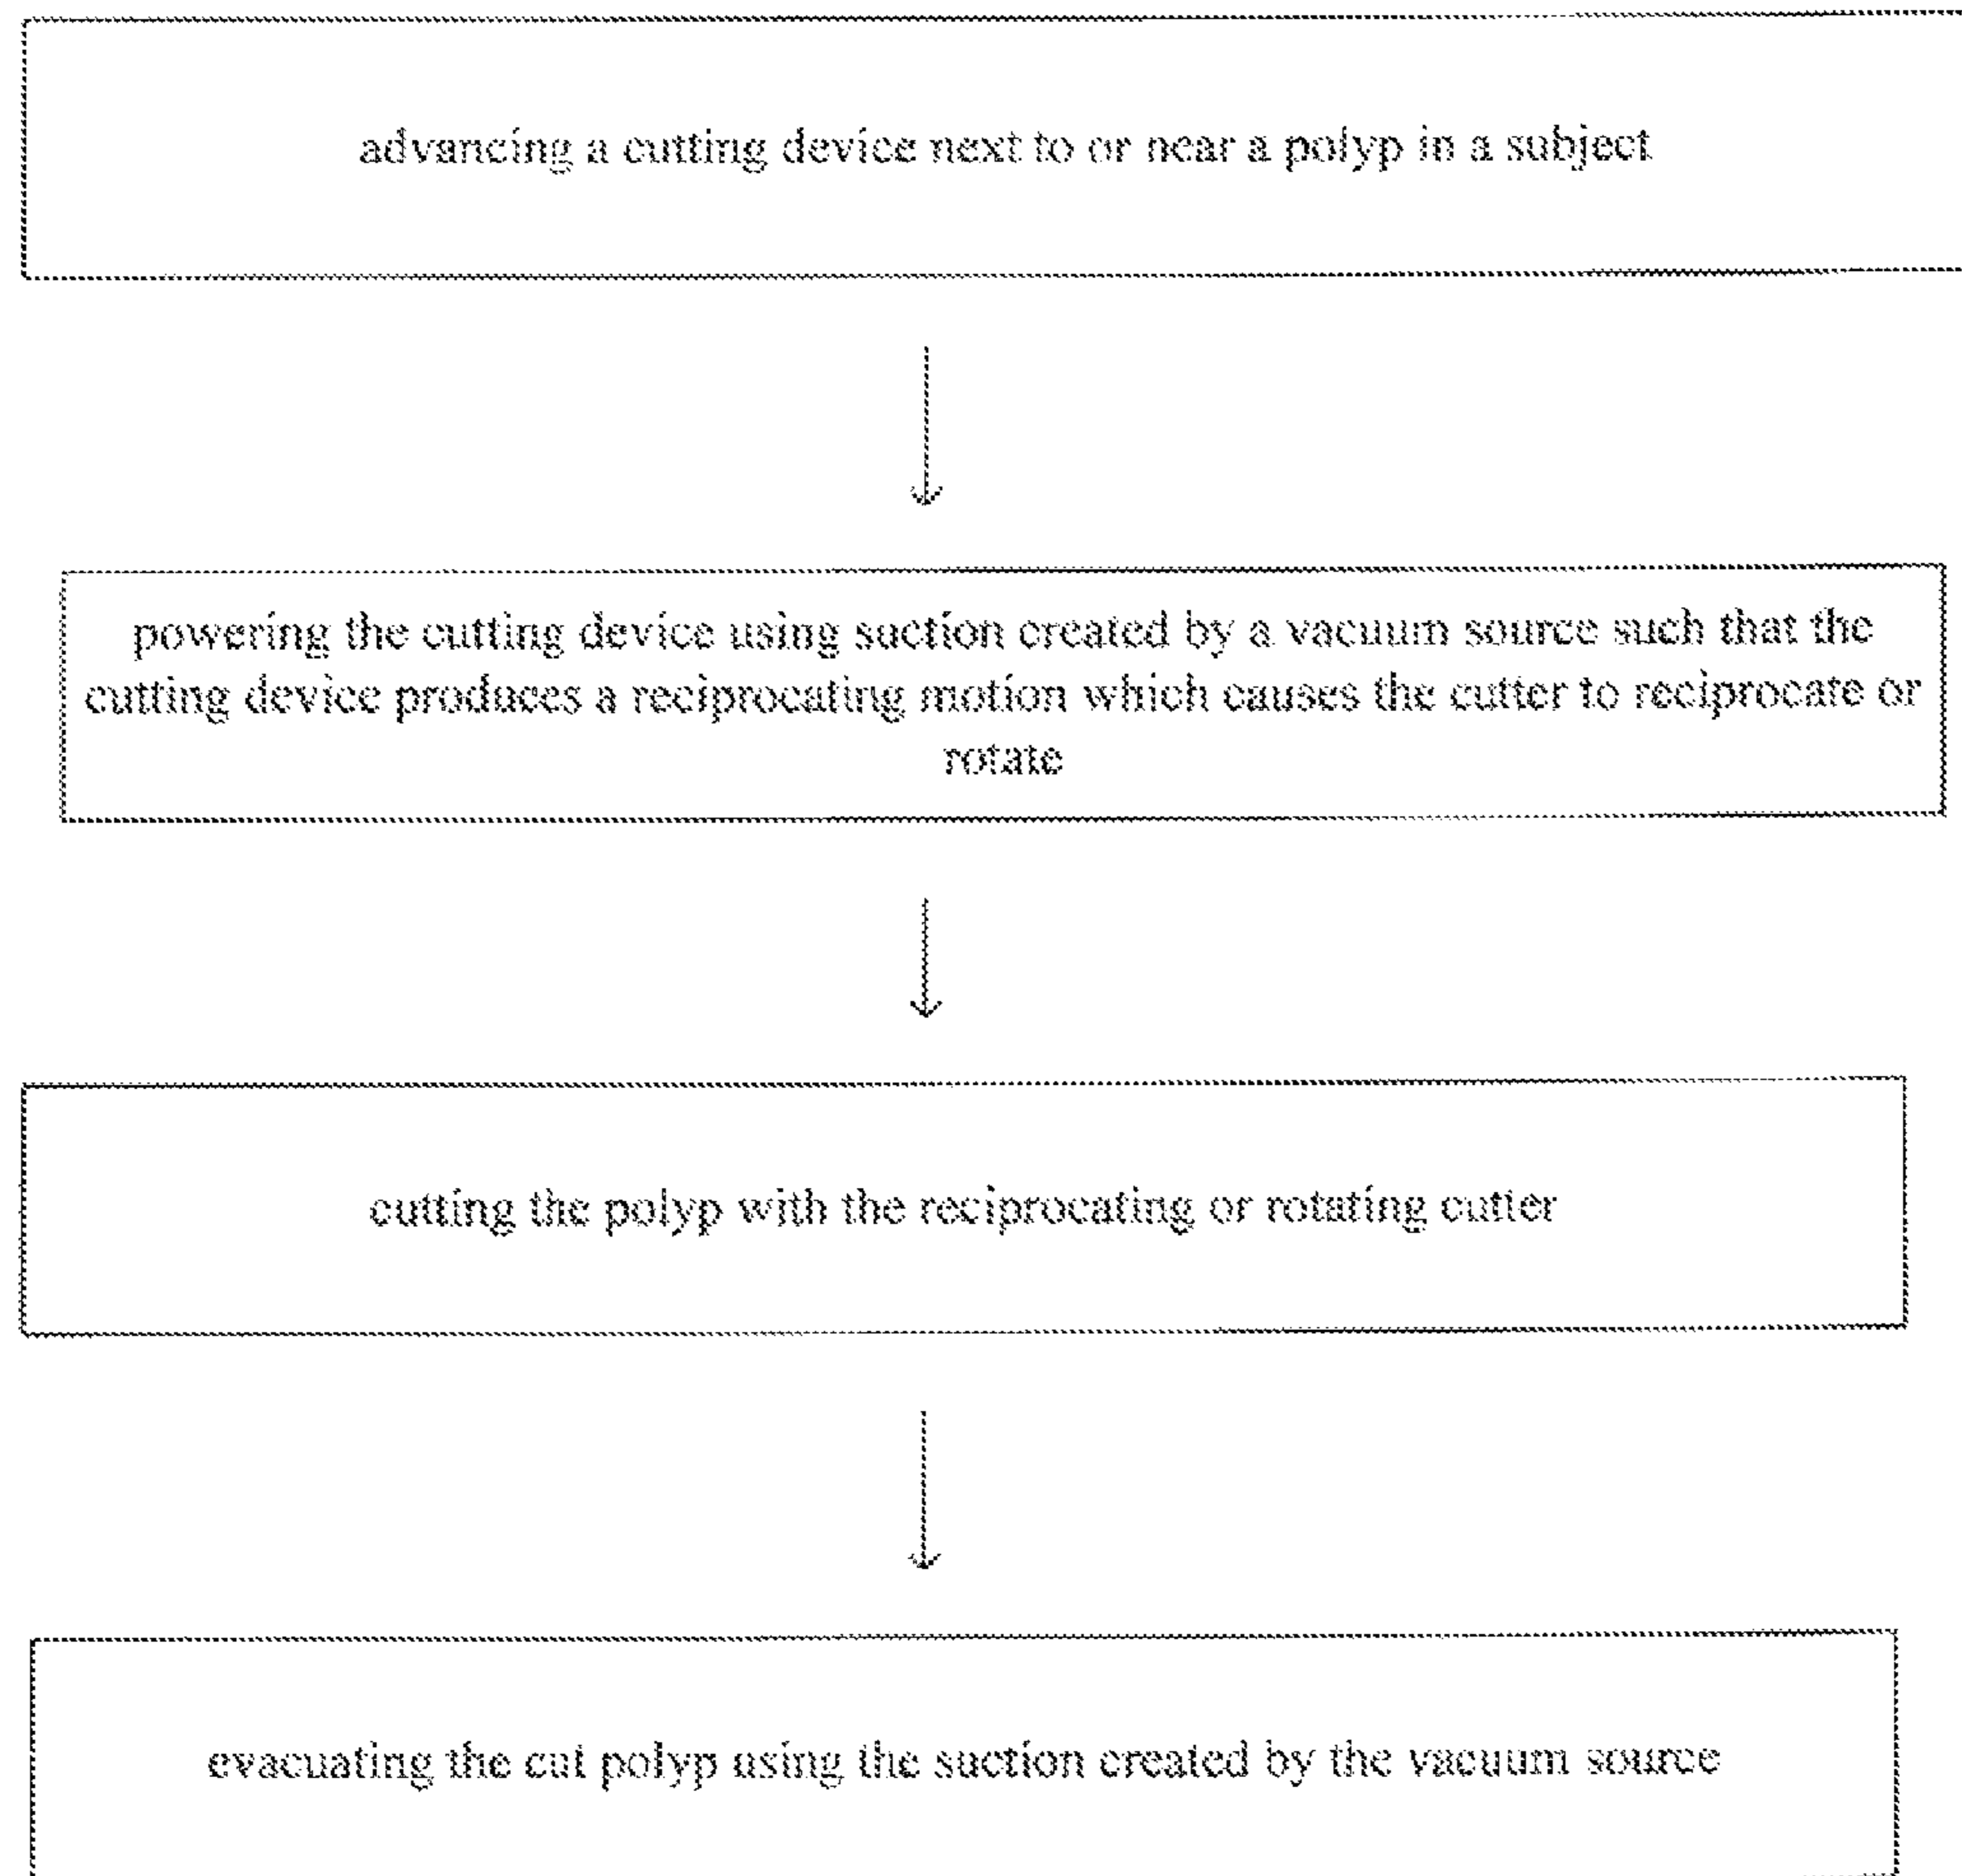 advancing a cutting device next to or near a polyp in a subject
powering the cutting device using suction created by a vacuum source such that the
cutting device produces a reciprocating motion which causes the cutter to reciprocate or
rotate
cutting the polyp with the reciprocating or rotating cutter
evacuating the cut polyp using the suction created by the vacuum source